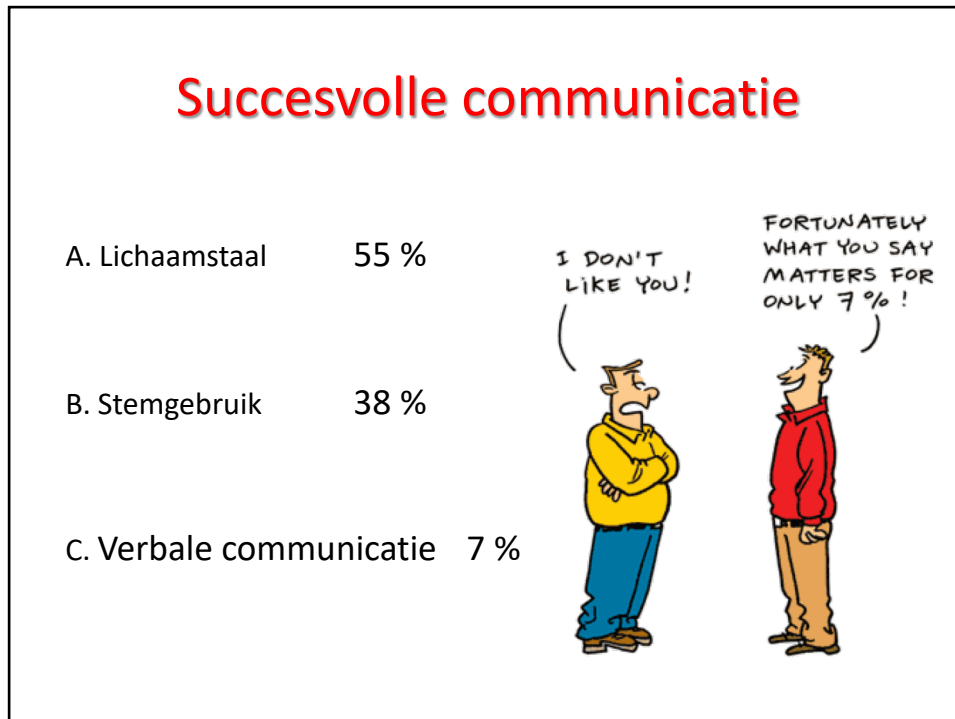 Succesvolle communicatie
A. Lichaamstaal 55 %
B. Stemgebruik 38 %
C. Verbale communicatie 7 %
I DON'T
LIKE YOU!
FORTUNATELY
WHAT YOU SAY
MATTERS FOR
ONLY 7% !